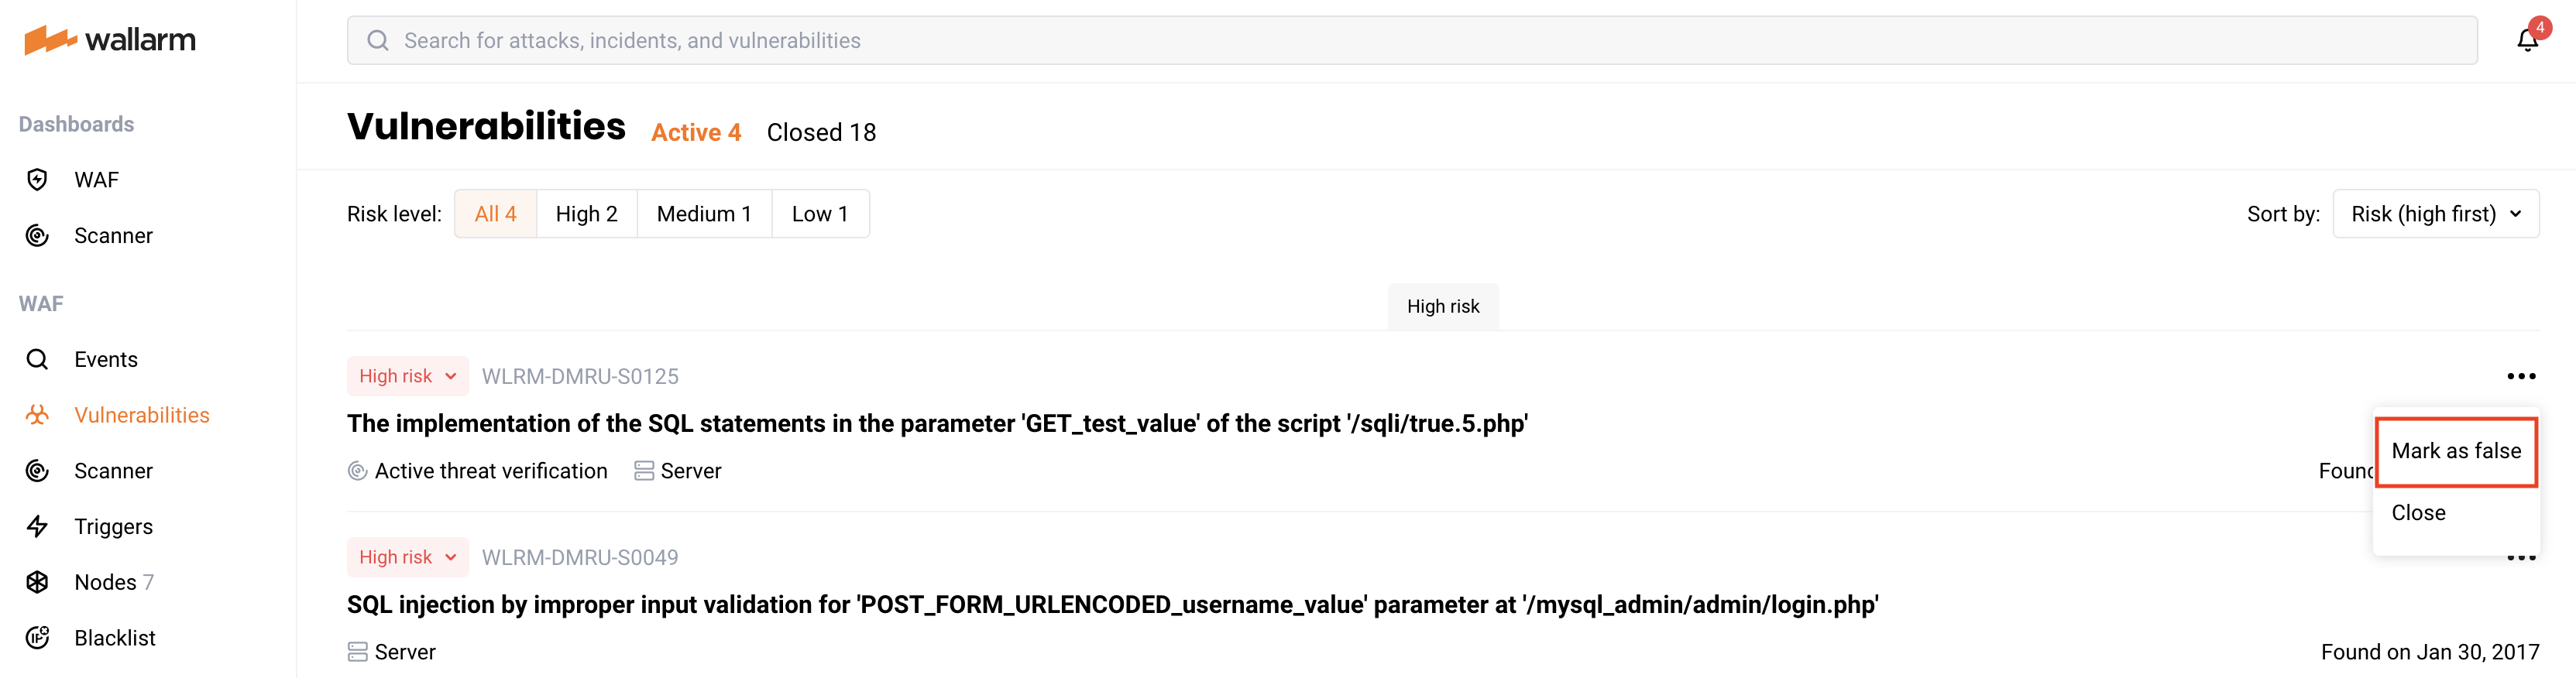 wallarm
Search for attacks, incidents, and vulnerabilities
4
Dashboards
WAF
Scanner
WAF
Events
Vulnerabilities
Scanner
Triggers
Nodes 7
Blacklist
Vulnerabilities Active 4 Closed 18
Risk level: All 4 High 2 Medium 1 Low 1
Sort by: Risk (high first)
High risk
High risk WLRM-DMRU-S0125
The implementation of the SQL statements in the parameter 'GET_test_value' of the script '/sqli/true.5.php'
Active threat verification Server
Found
Mark as false
Close
High risk WLRM-DMRU-S0049
SQL injection by improper input validation for 'POST_FORM_URLENCODED_username_value' parameter at '/mysql_admin/admin/login.php'
Server
Found on Jan 30, 2017